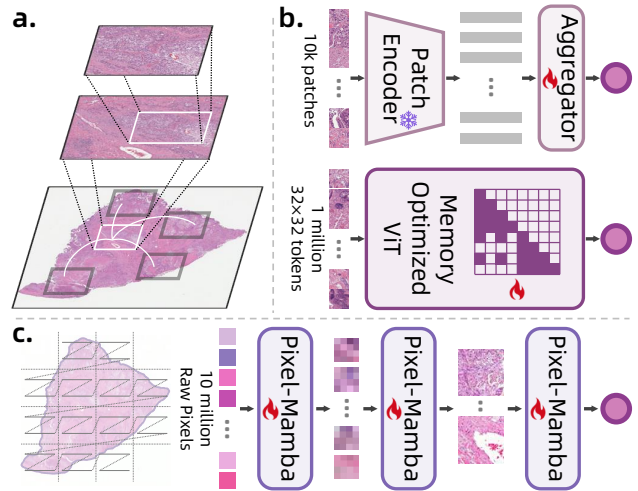 a.
b.
10k patches
Patch
Encoder
Aggregator
1 million
32×32 tokens
Memory
Optimized
ViT
c.
10 million
Raw Pixels
Pixel-Mamba
Pixel-Mamba
Pixel-Mamba